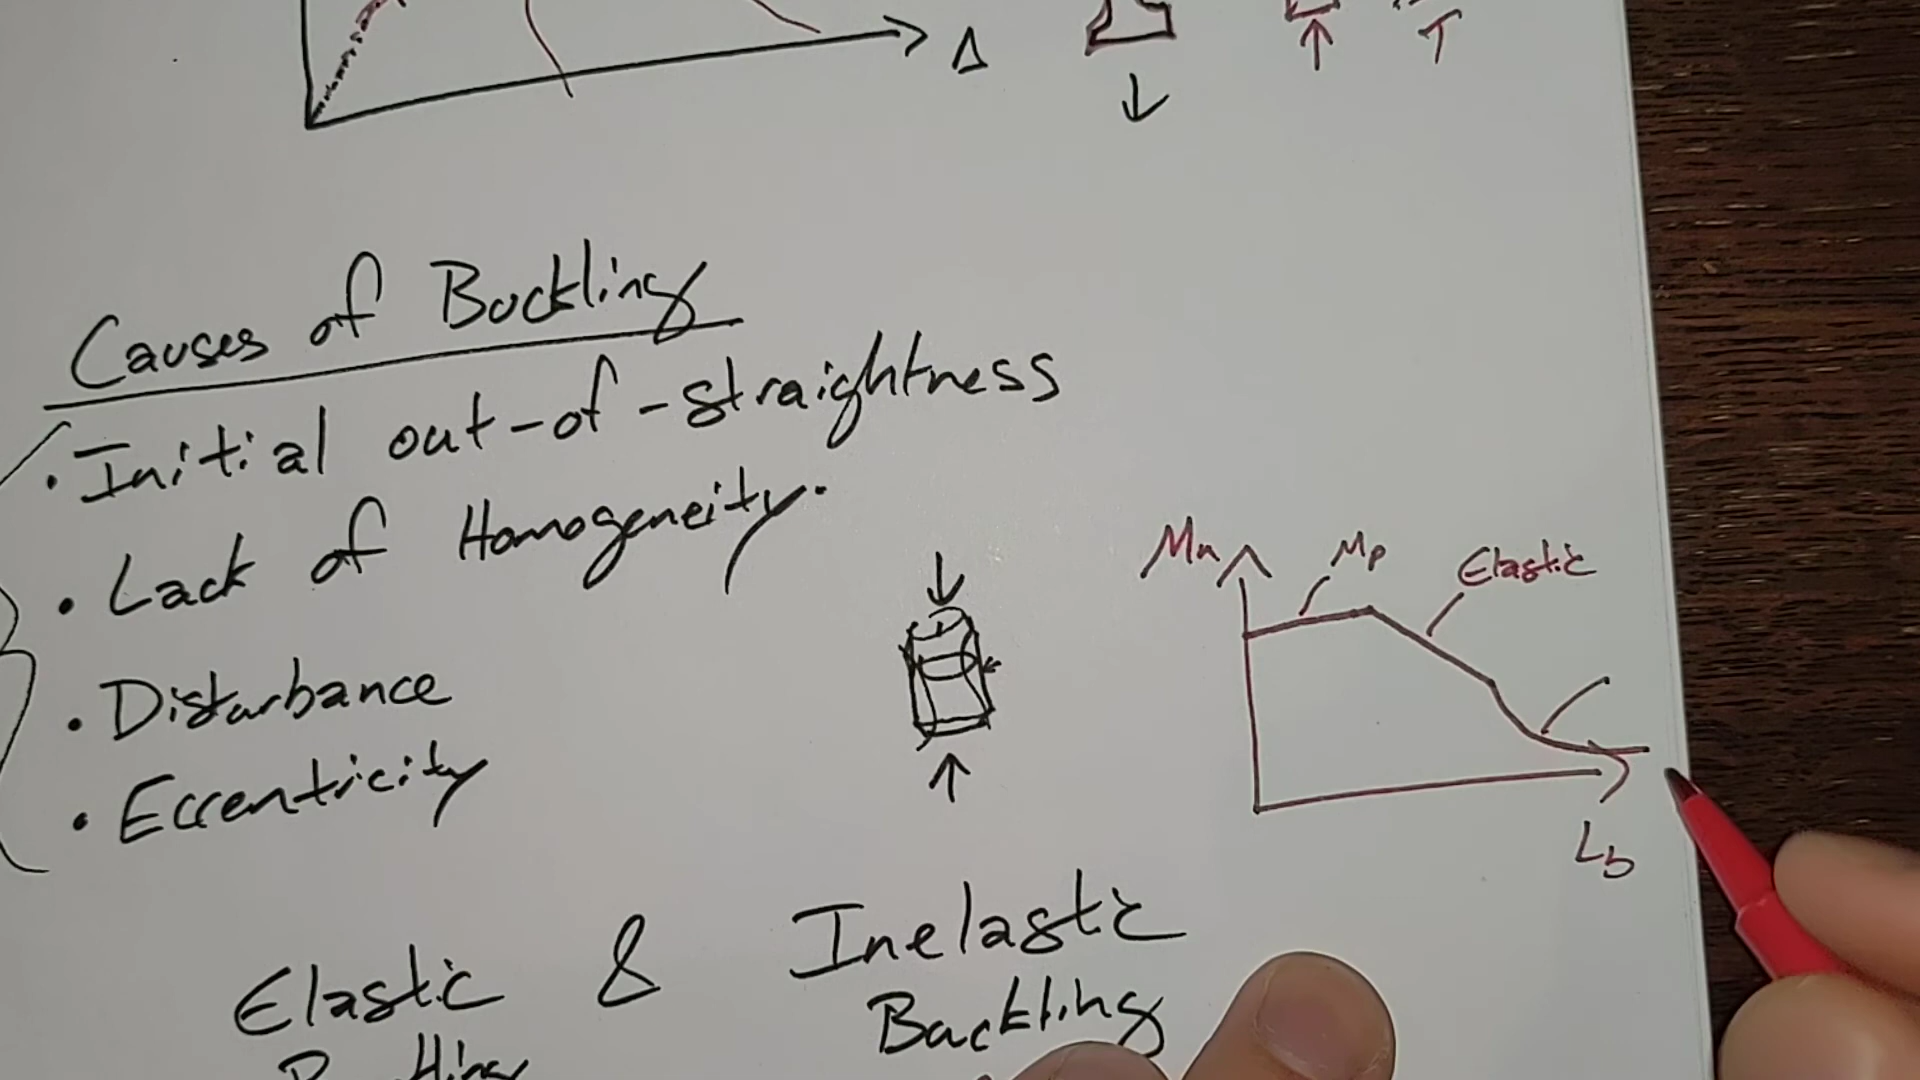 Δ
T
Causes of Buckling
• Initial out-of-straightness
• Lack of Homogeneity.
• Disturbance
• Eccentricity
Mn
Mp
Elastic
Lb
Elastic & Inelastic
Buckling Buckling